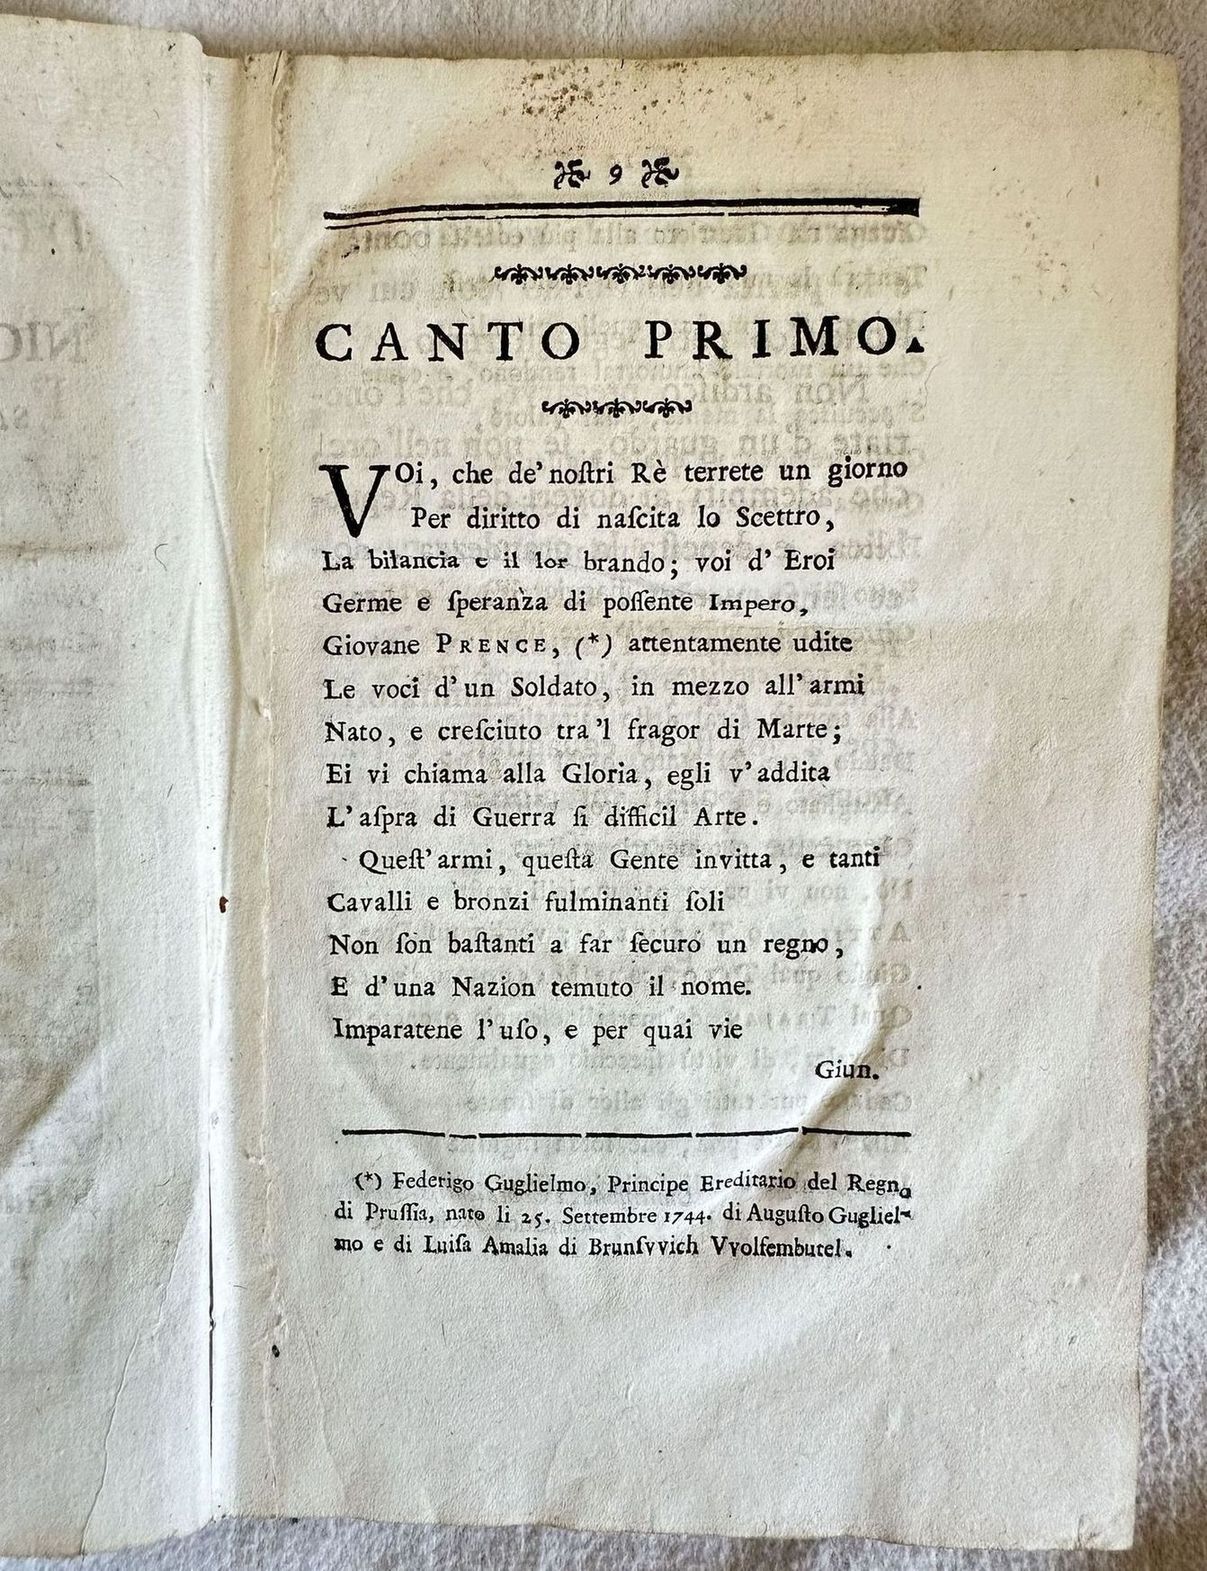 9
CANTO PRIMO.
VOi, che de' noſtri Rè terrete un giorno
Per diritto di naſcita lo Scettro,
La bilancia e il lor brando; voi d' Eroi
Germe e ſperanza di poſſente Impero,
Giovane PRENCE, (*) attentamente udite
Le voci d' un Soldato, in mezzo all' armi
Nato, e creſciuto tra 'l fragor di Marte;
Ei vi chiama alla Gloria, egli v' addita
L' aſpra di Guerra ſi difficil Arte.
Queſt' armi, queſta Gente invitta, e tanti
Cavalli e bronzi fulminanti ſoli
Non ſon baſtanti a far ſecuro un regno,
E d' una Nazion temuto il nome.
Imparatene l' uſo, e per quai vie
Giun.
(*) Federigo Guglielmo, Principe Ereditario del Regno
di Pruſſia, nato li 25. Settembre 1744. di Auguſto Gugliel-
mo e di Luiſa Amalia di Brunſvvich Vvolfembutel.